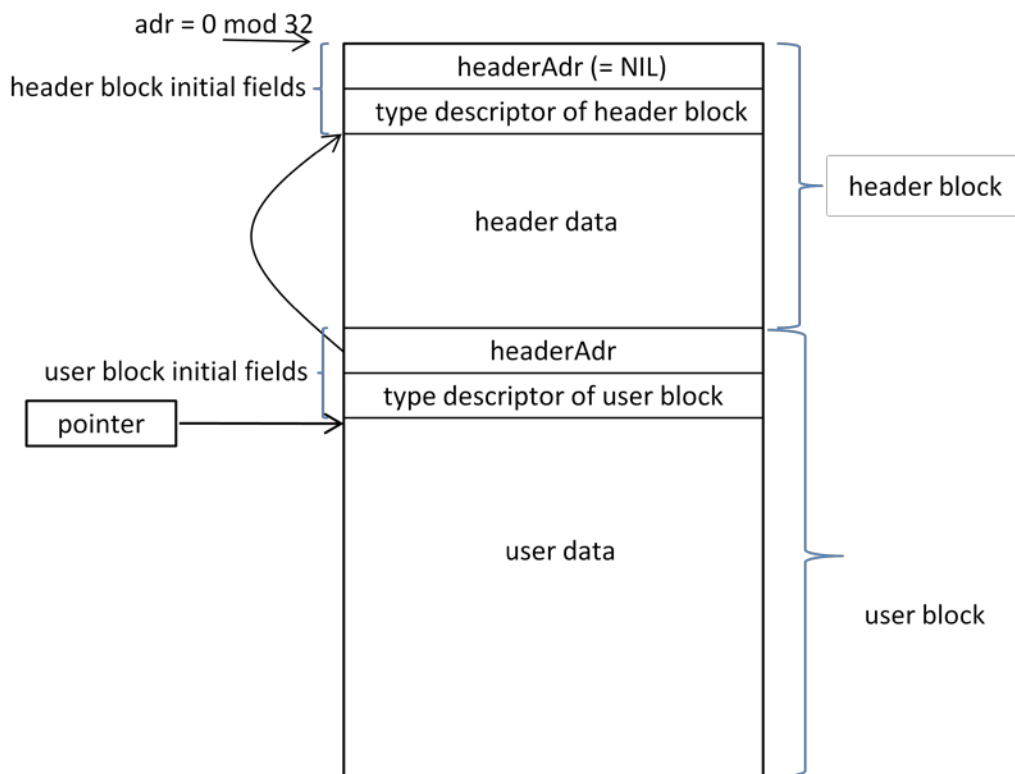 adr = 0 mod 32
headerAdr (= NIL)
header block initial fields
type descriptor of header block
header block
header data
headerAdr
user block initial fields
type descriptor of user block
pointer
user data
user block